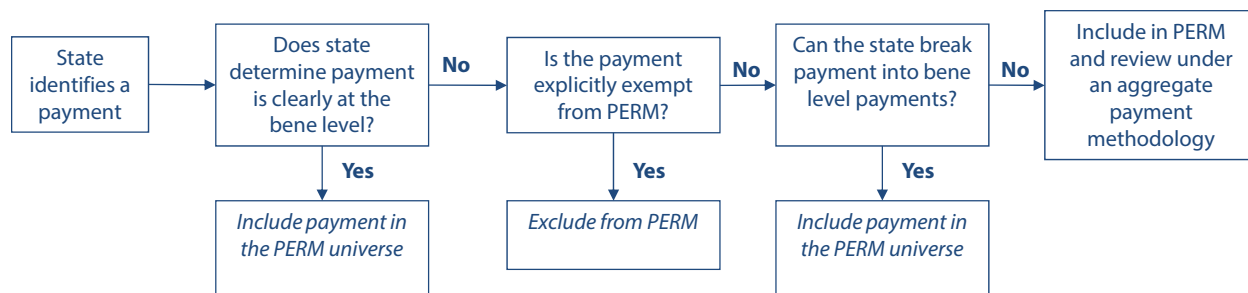 State
identifies a
payment
Does state
determine payment
is clearly at the
bene level?
No
Yes
Include payment in
the PERM universe
Is the payment
explicitly exempt
from PERM?
No
Yes
Exclude from PERM
Can the state break
payment into bene
level payments?
No
Yes
Include payment in
the PERM universe
Include in PERM
and review under
an aggregate
payment
methodology